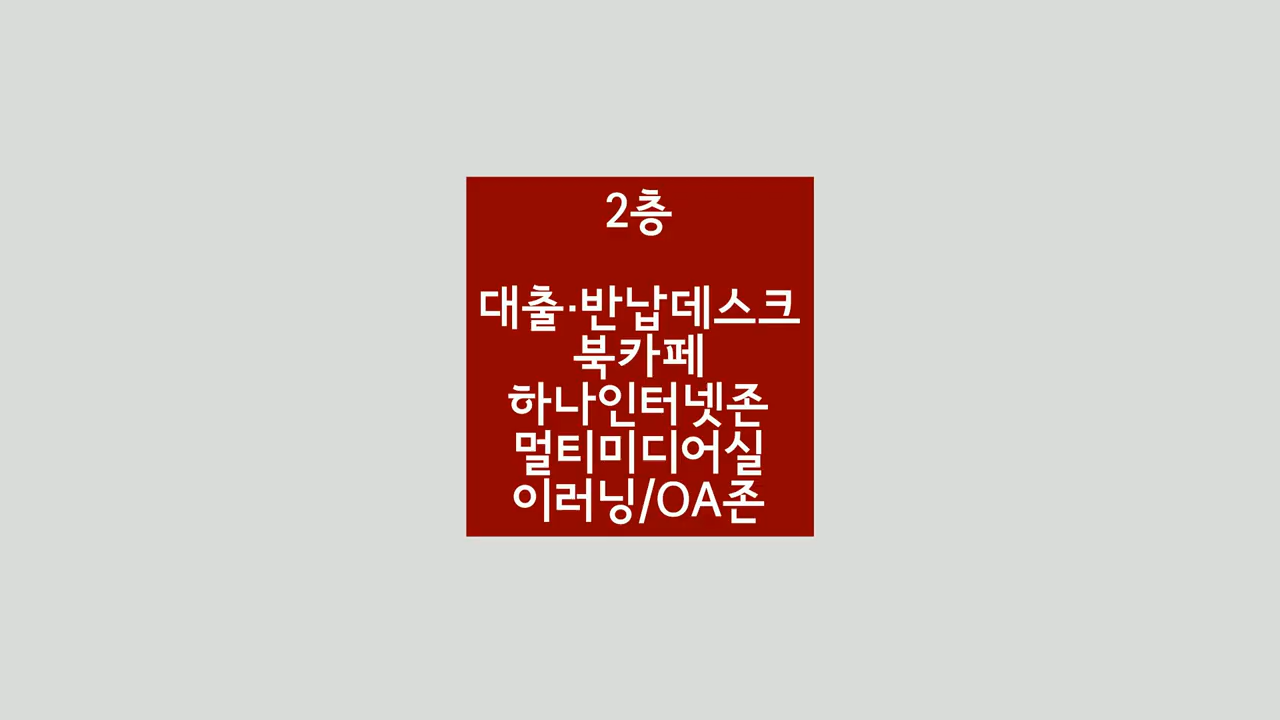 2층
대출·반납데스크
북카페
하나인터넷존
멀티미디어실
이러닝/OA존